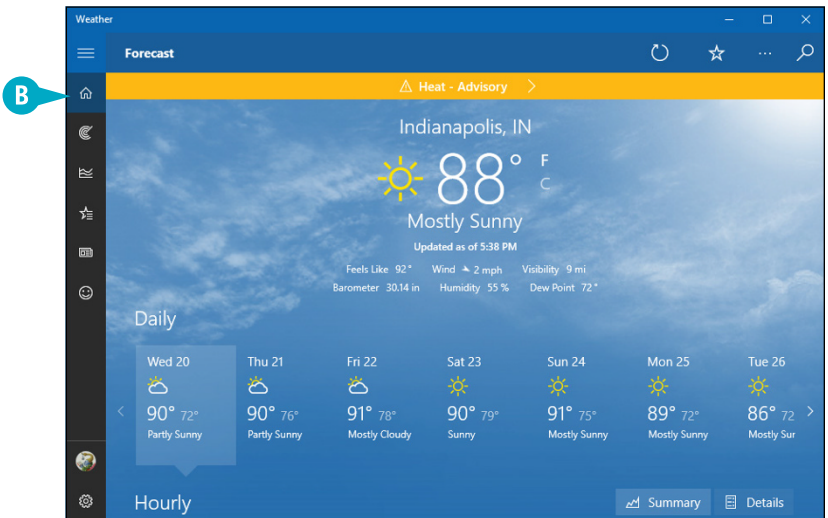 Weather
Forecast
B
Heat - Advisory
Indianapolis, IN
88° F
C
Mostly Sunny
Updated as of 5:38 PM
Feels Like 92° Wind 2 mph Visibility 9 mi
Barometer 30.14 in Humidity 55 % Dew Point 72°
Daily
Wed 20 Thu 21 Fri 22 Sat 23 Sun 24 Mon 25 Tue 26
90° 72° 90° 76° 91° 78° 90° 79° 91° 75° 89° 72° 86° 72
Partly Sunny Partly Sunny Mostly Cloudy Sunny Mostly Sunny Mostly Sunny Mostly Sur
Hourly Summary Details